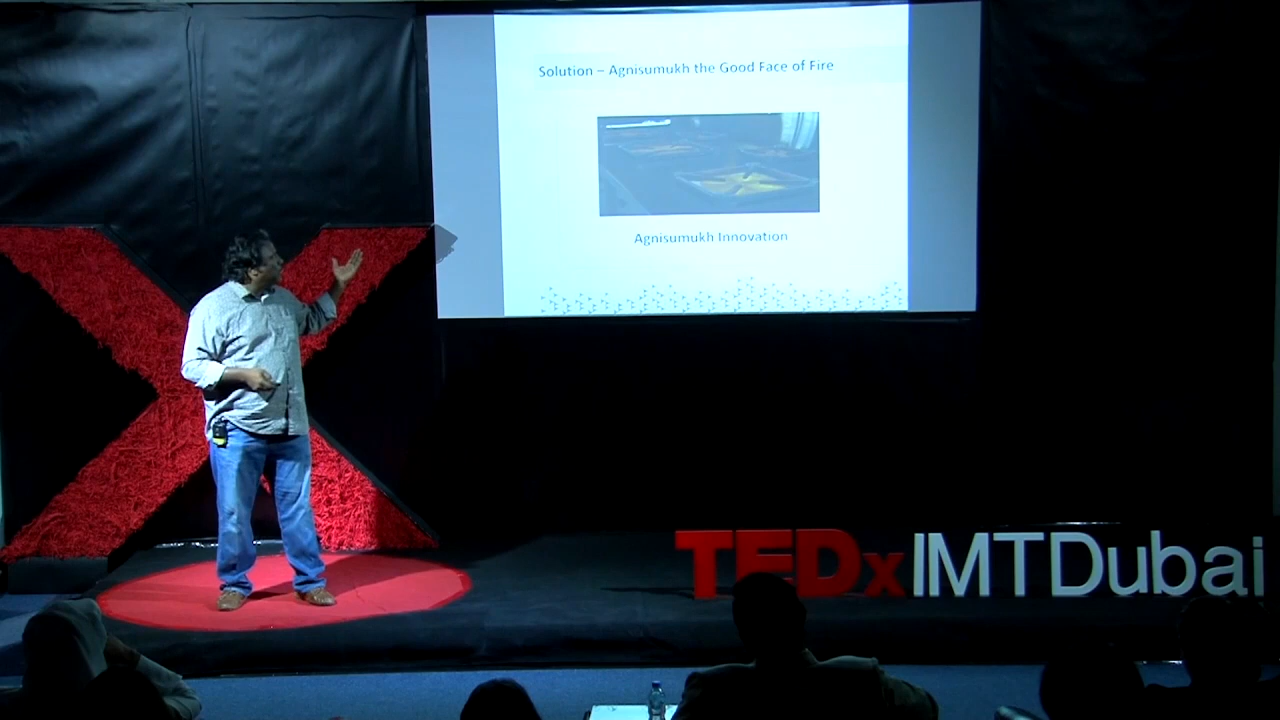 Solution – Agnisumukh the Good Face of Fire
Agnisumukh Innovation
TEDxIMTDubai